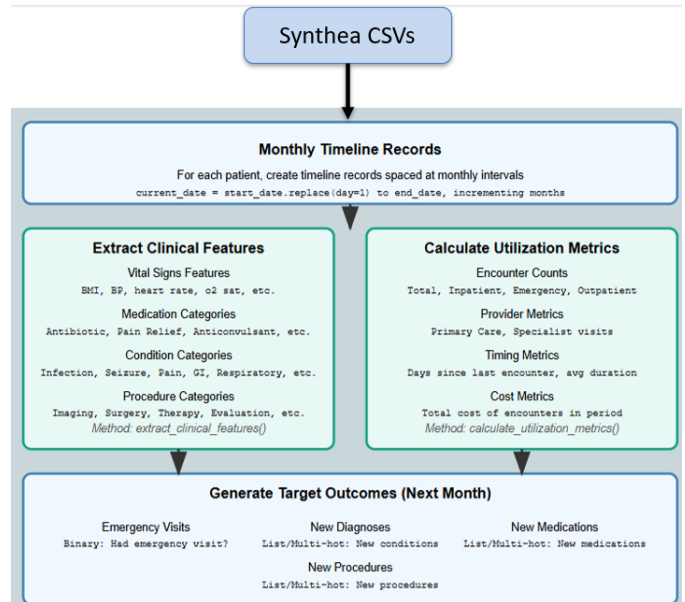 Synthea CSVs
Monthly Timeline Records
For each patient, create timeline records spaced at monthly intervals
current_date = start_date.replace(day=1) to end_date, incrementing months
Extract Clinical Features
Vital Signs Features
BMI, BP, heart rate, o2 sat, etc.
Medication Categories
Antibiotic, Pain Relief, Anticonvulsant, etc.
Condition Categories
Infection, Seizure, Pain, GI, Respiratory, etc.
Procedure Categories
Imaging, Surgery, Therapy, Evaluation, etc.
Method: extract_clinical_features()
Calculate Utilization Metrics
Encounter Counts
Total, Inpatient, Emergency, Outpatient
Provider Metrics
Primary Care, Specialist visits
Timing Metrics
Days since last encounter, avg duration
Cost Metrics
Total cost of encounters in period
Method: calculate_utilization_metrics()
Generate Target Outcomes (Next Month)
Emergency Visits
Binary: Had emergency visit?
New Diagnoses
List/Multi-hot: New conditions
New Medications
List/Multi-hot: New medications
New Procedures
List/Multi-hot: New procedures